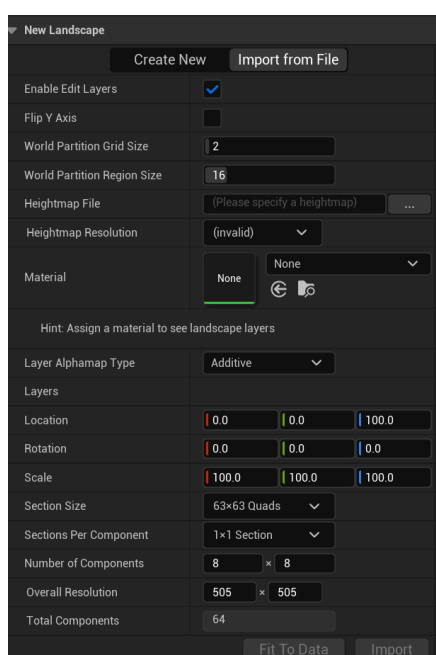 New Landscape
Create New Import from File
Enable Edit Layers
Flip Y Axis
World Partition Grid Size 2
World Partition Region Size 16
Heightmap File (Please specify a heightmap) ...
Heightmap Resolution (invalid)
Material None None
Hint: Assign a material to see landscape layers
Layer Alphamap Type Additive
Layers
Location 0.0 0.0 100.0
Rotation 0.0 0.0 0.0
Scale 100.0 100.0 100.0
Section Size 63×63 Quads
Sections Per Component 1×1 Section
Number of Components 8 × 8
Overall Resolution 505 × 505
Total Components 64
Fit To Data Import